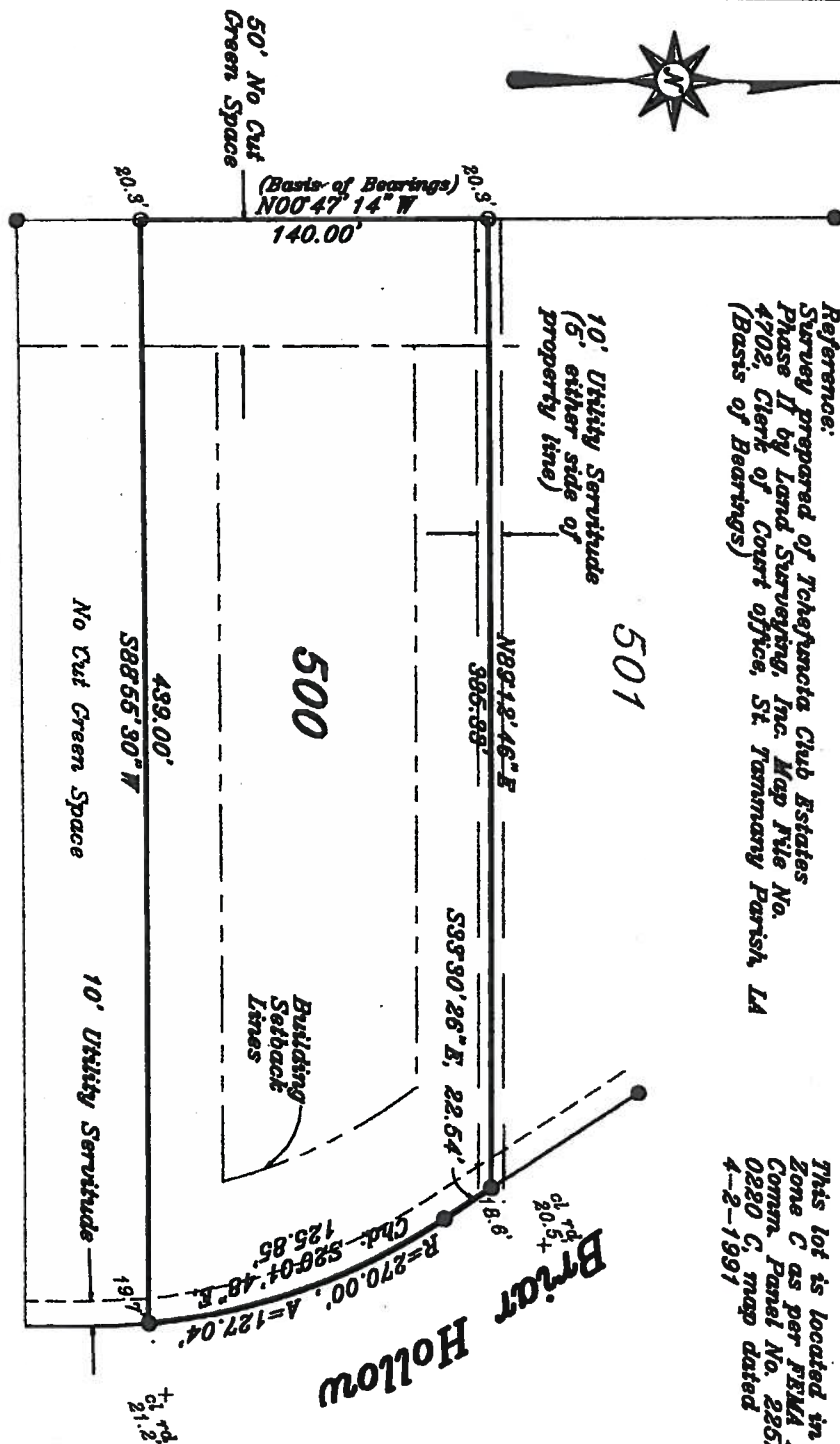 N
Reference:
Survey prepared of Tchefuncta Club Estates
Phase II by Land Surveying, Inc. Map File No.
4702, Clerk of Court office, St. Tammany Parish, LA
(Basis of Bearings)
This lot is located in
Zone C as per FEMA
Comm. Panel No. 225
0220 C, map dated
4-2-1991
50' No Cut
Green Space
20.3'
(Basis of Bearings)
N00°47'14" W
140.00'
20.3'
10' Utility Servitude
(5' either side of
property line)
501
N89°12'46" E
385.83'
500
439.00'
S88°55'30" W
No Cut Green Space
S33°30'26" E, 22.54'
Building
Setback
Lines
10' Utility Servitude
18.6'
cl rd.
20.5+
R=270.00', A=127.04'
Chd: S20°01'48" E,
125.85'
Briar Hollow
19.7
+
cl rd.
21.2'